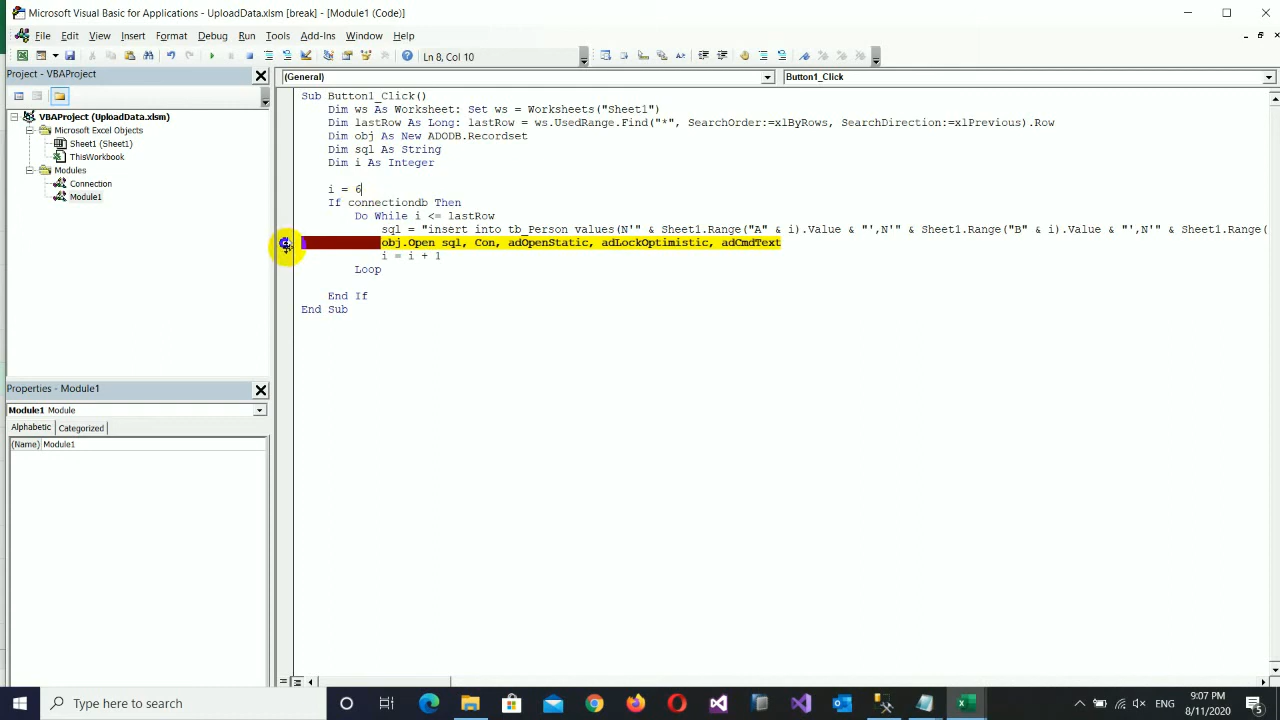 Microsoft Visual Basic for Applications - UploadData.xlsm [break] - [Module1 (Code)]
File Edit View Insert Format Debug Run Tools Add-Ins Window Help
Ln 8, Col 10
Project - VBAProject
(General)
Button1_Click
VBAProject (UploadData.xlsm)
Microsoft Excel Objects
Sheet1 (Sheet1)
ThisWorkbook
Modules
Connection
Module1
Sub Button1_Click()
Dim ws As Worksheet: Set ws = Worksheets("Sheet1")
Dim lastRow As Long: lastRow = ws.UsedRange.Find("*", SearchOrder:=xlByRows, SearchDirection:=xlPrevious).Row
Dim obj As New ADODB.Recordset
Dim sql As String
Dim i As Integer
i = 6
If connectiondb Then
Do While i <= lastRow
sql = "insert into tb_Person values(N'" & Sheet1.Range("A" & i).Value & "',N'" & Sheet1.Range("B" & i).Value & "',N'" & Sheet1.Range(
obj.Open sql, Con, adOpenStatic, adLockOptimistic, adCmdText
i = i + 1
Loop
End If
End Sub
Properties - Module1
Module1 Module
Alphabetic Categorized
(Name) Module1
Type here to search
ENG
9:07 PM
8/11/2020
5